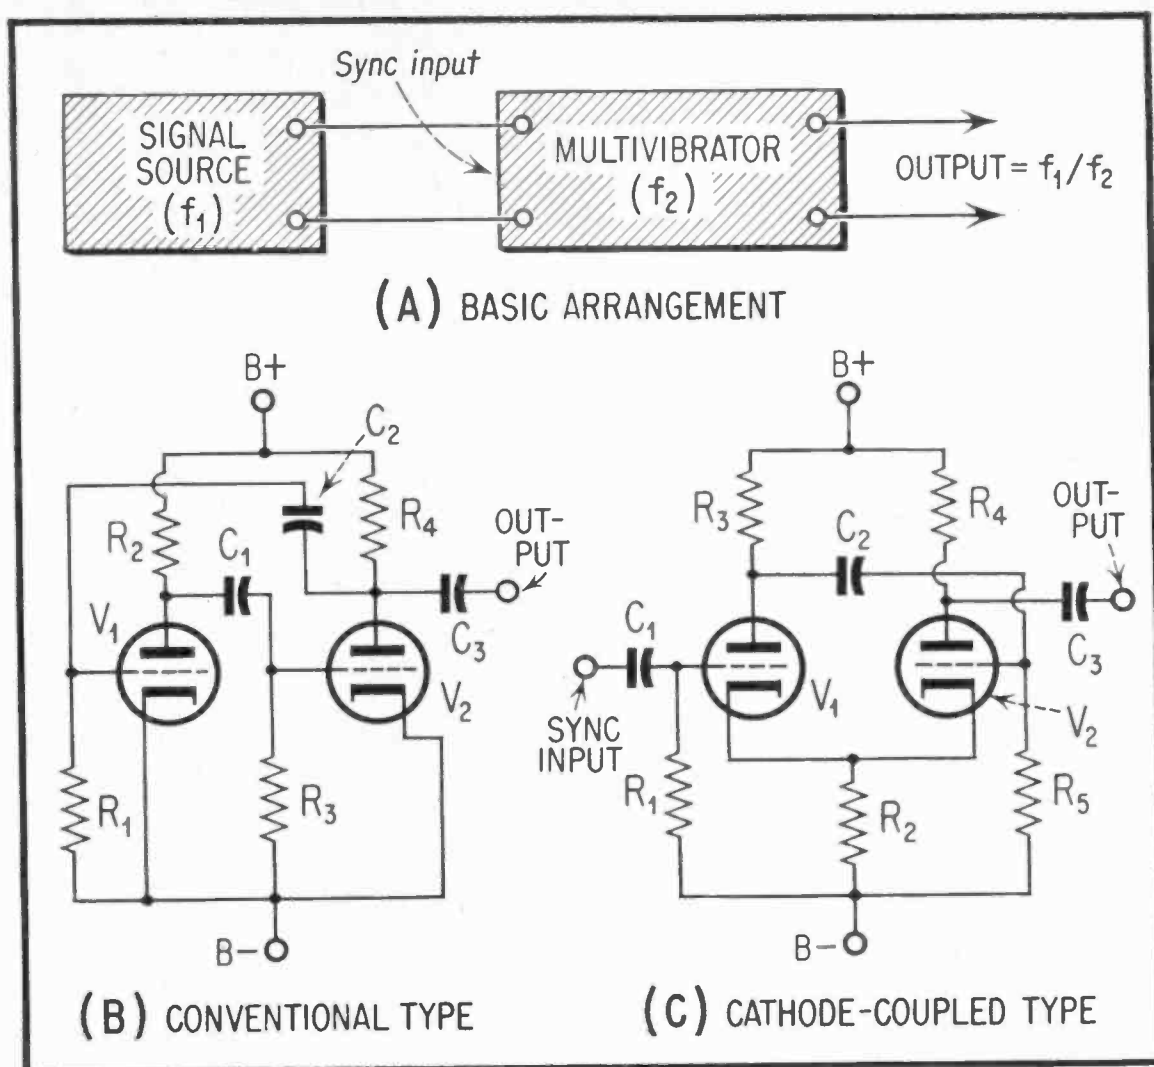 Sync input
SIGNAL
SOURCE
(f₁)
MULTIVIBRATOR
(f₂)
OUTPUT = f₁/f₂
(A) BASIC ARRANGEMENT
B+
C₂
R₂
C₁
R₄
OUT-
PUT
V₁
C₃
V₂
R₁
R₃
B–
(B) CONVENTIONAL TYPE
B+
R₃
C₂
R₄
OUT-
PUT
C₁
C₃
V₁
V₂
SYNC
INPUT
R₁
R₂
R₅
B–
(C) CATHODE-COUPLED TYPE